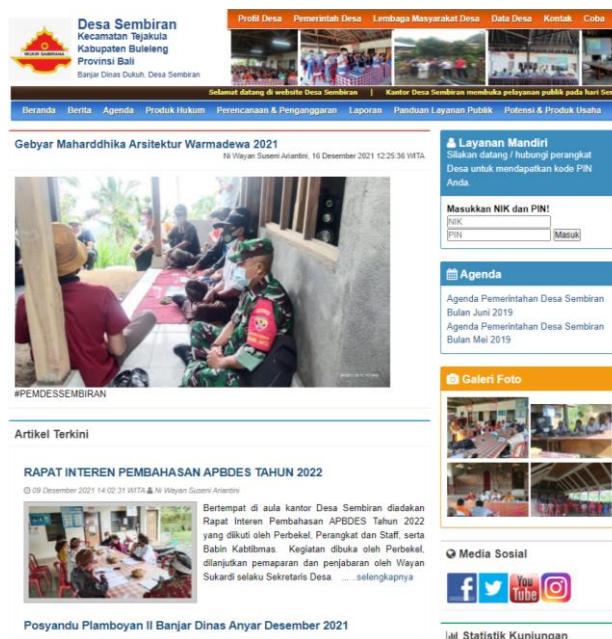 Desa Sembiran
Kecamatan Tejakula
Kabupaten Buleleng
Provinsi Bali
Banjar Dinas Dukuh, Desa Sembiran
WUKIR SAMIRANA
Profil Desa Pemerintah Desa Lembaga Masyarakat Desa Data Desa Kontak Coba
Selamat datang di website Desa Sembiran | Kantor Desa Sembiran membuka pelayanan publik pada hari Sen
Beranda Berita Agenda Produk Hukum Perencanaan & Penganggaran Laporan Panduan Layanan Publik Potensi & Produk Usaha
Gebyar Maharddhika Arsitektur Warmadewa 2021
Ni Wayan Suseni Ariantini, 16 Desember 2021 12:25:36 WITA
#PEMDESSEMBIRAN
Artikel Terkini
RAPAT INTEREN PEMBAHASAN APBDES TAHUN 2022
09 Desember 2021 14:02:31 WITA Ni Wayan Suseni Ariantini
Bertempat di aula kantor Desa Sembiran diadakan
Rapat Interen Pembahasan APBDES Tahun 2022
yang diikuti oleh Perbekel, Perangkat dan Staff, serta
Babin Kabtibmas. Kegiatan dibuka oleh Perbekel,
dilanjutkan pemaparan dan penjabaran oleh Wayan
Sukardi selaku Sekretaris Desa. ... ..selengkapnya
Posyandu Plamboyan II Banjar Dinas Anyar Desember 2021
Layanan Mandiri
Silakan datang / hubungi perangkat
Desa untuk mendapatkan kode PIN
Anda.
Masukkan NIK dan PIN!
NIK
PIN Masuk
Agenda
Agenda Pemerintahan Desa Sembiran
Bulan Juni 2019
Agenda Pemerintahan Desa Sembiran
Bulan Mei 2019
Galeri Foto
Media Sosial
You
Tube
Statistik Kunjungan